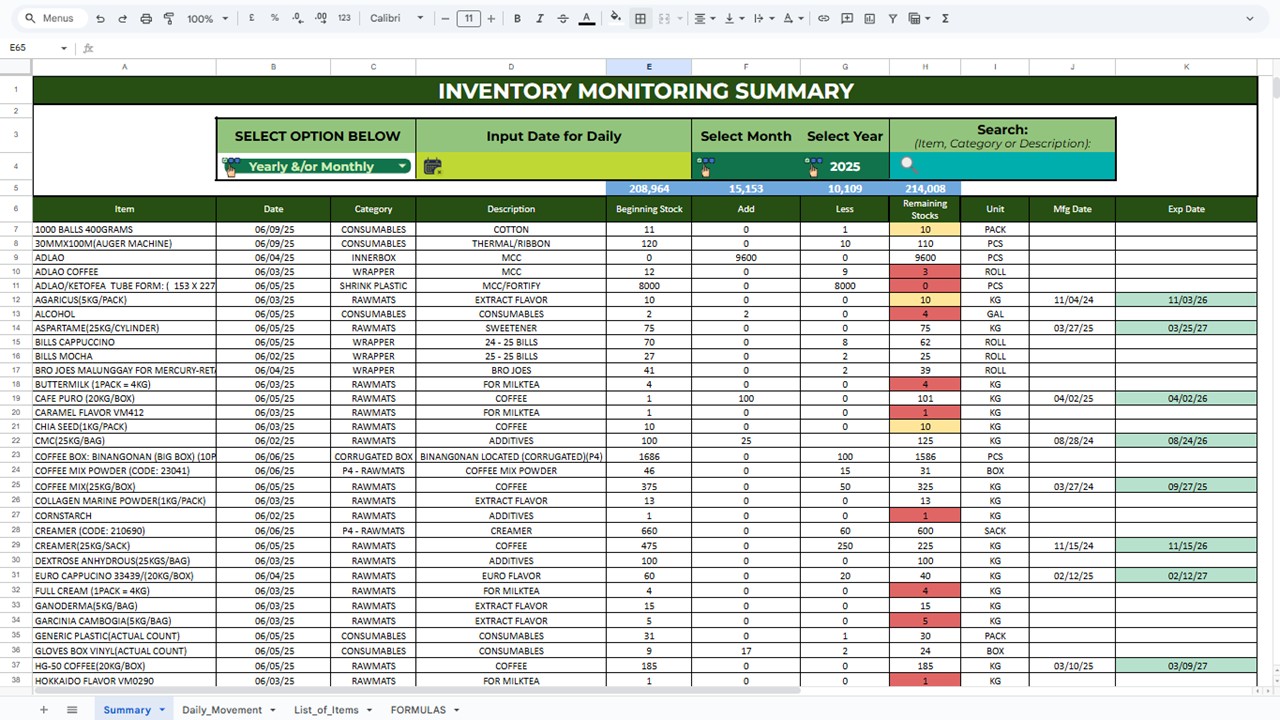 Menus 100% £ % .0 .00 123 Calibri 11 B I A Σ
E65 fx
A B C D E F G H I J K
1 INVENTORY MONITORING SUMMARY
2
3 SELECT OPTION BELOW Input Date for Daily Select Month Select Year Search:
(Item, Category or Description):
4 Yearly &/or Monthly 2025
5 208,964 15,153 10,109 214,008
6 Item Date Category Description Beginning Stock Add Less Remaining Stocks Unit Mfg Date Exp Date
7 1000 BALLS 400GRAMS 06/09/25 CONSUMABLES COTTON 11 0 1 10 PACK
8 30MMX100M(AUGER MACHINE) 06/09/25 CONSUMABLES THERMAL/RIBBON 120 0 10 110 PCS
9 ADLAO 06/04/25 INNERBOX MCC 0 9600 0 9600 PCS
10 ADLAO COFFEE 06/03/25 WRAPPER MCC 12 0 9 3 ROLL
11 ADLAO/KETOFEA TUBE FORM: ( 153 X 227 06/05/25 SHRINK PLASTIC MCC/FORTIFY 8000 0 8000 0 PCS
12 AGARICUS(5KG/PACK) 06/03/25 RAWMATS EXTRACT FLAVOR 10 0 0 10 KG 11/04/24 11/03/26
13 ALCOHOL 06/05/25 CONSUMABLES CONSUMABLES 2 2 0 4 GAL
14 ASPARTAME(25KG/CYLINDER) 06/03/25 RAWMATS SWEETENER 75 0 0 75 KG 03/27/25 03/25/27
15 BILLS CAPPUCCINO 06/05/25 WRAPPER 24 - 25 BILLS 70 0 8 62 ROLL
16 BILLS MOCHA 06/02/25 WRAPPER 25 - 25 BILLS 27 0 2 25 ROLL
17 BRO JOES MALUNGGAY FOR MERCURY-RETA 06/04/25 WRAPPER BRO JOES 41 0 2 39 ROLL
18 BUTTERMILK (1PACK = 4KG) 06/03/25 RAWMATS FOR MILKTEA 4 0 0 4 KG
19 CAFE PURO (20KG/BOX) 06/04/25 RAWMATS COFFEE 1 100 0 101 KG 04/02/25 04/02/26
20 CARAMEL FLAVOR VM412 06/03/25 RAWMATS FOR MILKTEA 1 0 0 1 KG
21 CHIA SEED(1KG/PACK) 06/03/25 RAWMATS COFFEE 10 0 0 10 KG
22 CMC(25KG/BAG) 06/02/25 RAWMATS ADDITIVES 100 25 125 KG 08/28/24 08/24/26
23 COFFEE BOX: BINANGONAN (BIG BOX) (10P 06/05/25 CORRUGATED BOX BINANGONAN LOCATED (CORRUGATED)(P4) 1686 0 100 1586 PCS
24 COFFEE MIX POWDER (CODE: 23041) 06/06/25 P4 - RAWMATS COFFEE MIX POWDER 46 0 15 31 BOX
25 COFFEE MIX(25KG/BOX) 06/05/25 RAWMATS COFFEE 375 0 50 325 KG 03/27/24 09/27/25
26 COLLAGEN MARINE POWDER(1KG/PACK) 06/03/25 RAWMATS EXTRACT FLAVOR 13 0 0 13 KG
27 CORNSTARCH 06/02/25 RAWMATS ADDITIVES 1 0 0 1 KG
28 CREAMER (CODE: 210690) 06/06/25 P4 - RAWMATS CREAMER 660 0 60 600 SACK
29 CREAMER(25KG/SACK) 06/05/25 RAWMATS COFFEE 475 0 250 225 KG 11/15/24 11/15/26
30 DEXTROSE ANHYDROUS(25KGS/BAG) 06/03/25 RAWMATS ADDITIVES 100 0 0 100 KG
31 EURO CAPPUCINO 33439/(20KG/BOX) 06/04/25 RAWMATS EURO FLAVOR 60 0 20 40 KG 02/12/25 02/12/27
32 FULL CREAM (1PACK = 4KG) 06/03/25 RAWMATS FOR MILKTEA 4 0 0 4 KG
33 GANODERMA(5KG/BAG) 06/03/25 RAWMATS EXTRACT FLAVOR 15 0 0 15 KG
34 GARCINIA CAMBOGIA(5KG/BAG) 06/03/25 RAWMATS EXTRACT FLAVOR 5 0 0 5 KG
35 GENERIC PLASTIC(ACTUAL COUNT) 06/05/25 CONSUMABLES CONSUMABLES 31 0 1 30 PACK
36 GLOVES BOX VINYL(ACTUAL COUNT) 06/05/25 CONSUMABLES CONSUMABLES 9 17 2 24 BOX
37 HG-50 COFFEE(20KG/BOX) 06/05/25 RAWMATS COFFEE 185 0 0 185 KG 03/10/25 03/09/27
38 HOKKAIDO FLAVOR VM0290 06/03/25 RAWMATS FOR MILKTEA 1 0 0 1 KG
Summary Daily_Movement List_of_Items FORMULAS